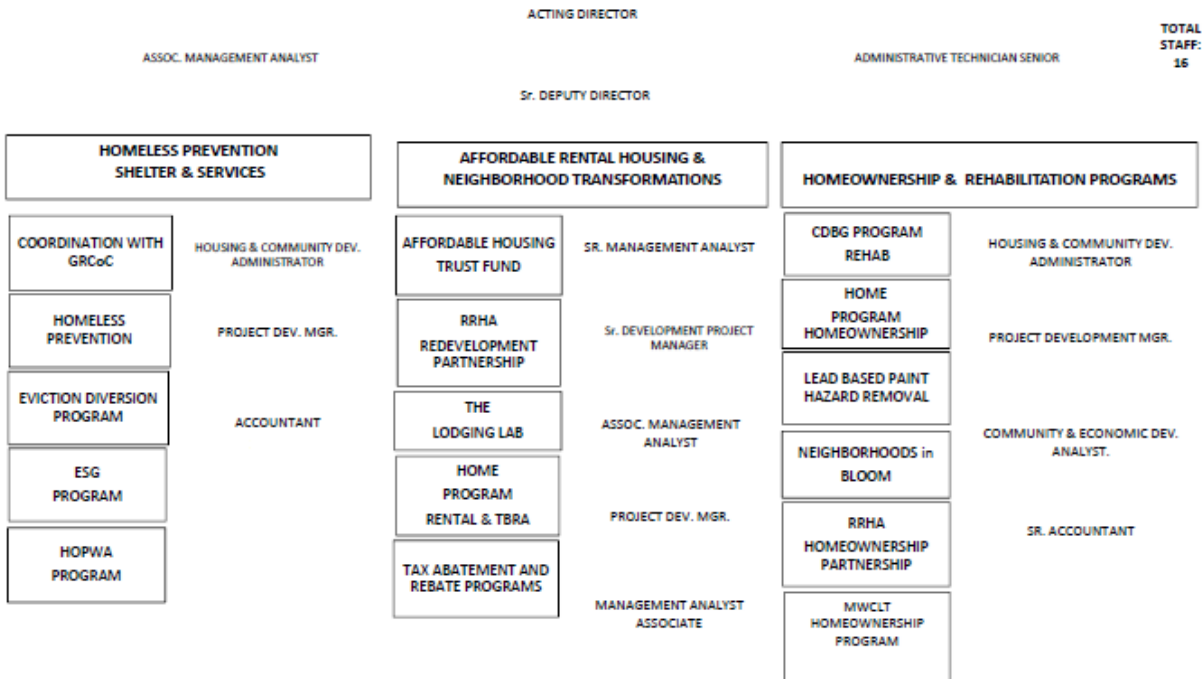 ACTING DIRECTOR
TOTAL
STAFF:
16
ASSOC. MANAGEMENT ANALYST
ADMINISTRATIVE TECHNICIAN SENIOR
Sr. DEPUTY DIRECTOR
HOMELESS PREVENTION
SHELTER & SERVICES
COORDINATION WITH
GRCoC
HOUSING & COMMUNITY DEV.
ADMINISTRATOR
HOMELESS
PREVENTION
PROJECT DEV. MGR.
EVICTION DIVERSION
PROGRAM
ACCOUNTANT
ESG
PROGRAM
HOPWA
PROGRAM
AFFORDABLE RENTAL HOUSING &
NEIGHBORHOOD TRANSFORMATIONS
AFFORDABLE HOUSING
TRUST FUND
SR. MANAGEMENT ANALYST
RRHA
REDEVELOPMENT
PARTNERSHIP
Sr. DEVELOPMENT PROJECT
MANAGER
THE
LODGING LAB
ASSOC. MANAGEMENT
ANALYST
HOME
PROGRAM
RENTAL & TBRA
PROJECT DEV. MGR.
TAX ABATEMENT AND
REBATE PROGRAMS
MANAGEMENT ANALYST
ASSOCIATE
HOMEOWNERSHIP & REHABILITATION PROGRAMS
CDBG PROGRAM
REHAB
HOUSING & COMMUNITY DEV.
ADMINISTRATOR
HOME
PROGRAM
HOMEOWNERSHIP
PROJECT DEVELOPMENT MGR.
LEAD BASED PAINT
HAZARD REMOVAL
COMMUNITY & ECONOMIC DEV.
ANALYST.
NEIGHBORHOODS in
BLOOM
RRHA
HOMEOWNERSHIP
PARTNERSHIP
SR. ACCOUNTANT
MWCLT
HOMEOWNERSHIP
PROGRAM